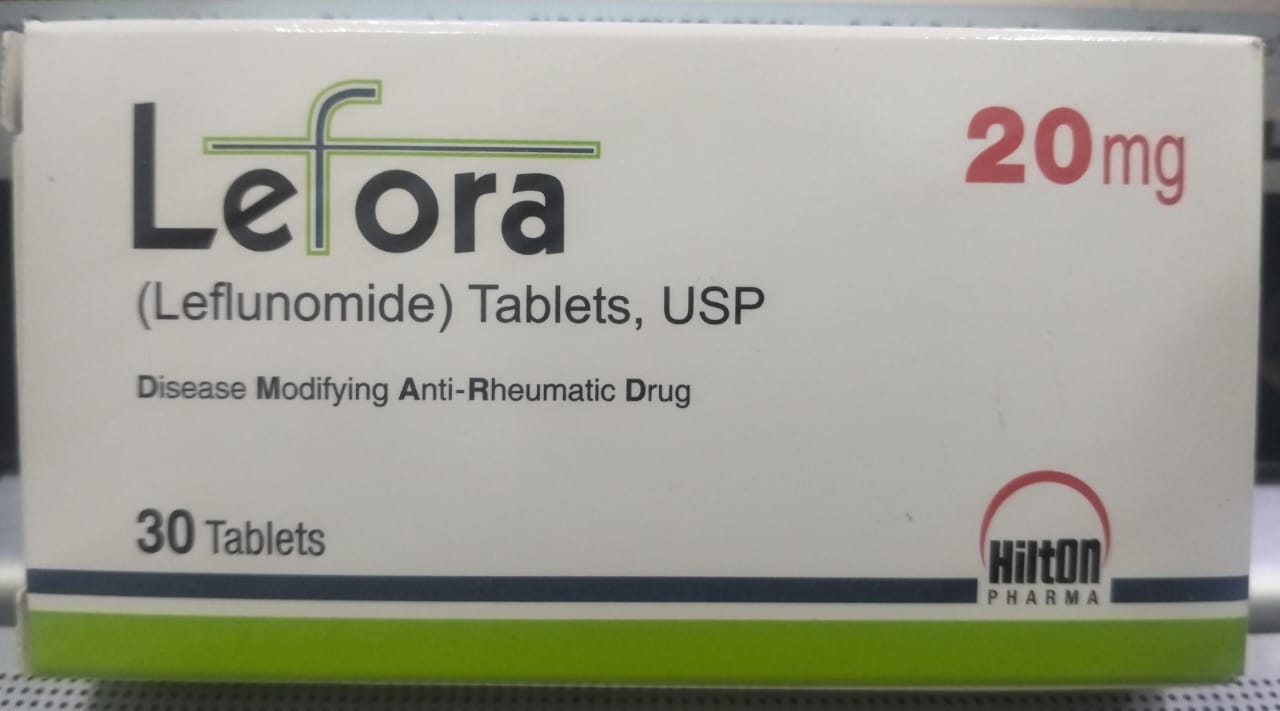 Lefora
20mg
(Leflunomide) Tablets, USP
Disease Modifying Anti-Rheumatic Drug
30 Tablets
HiltON
PHARMA